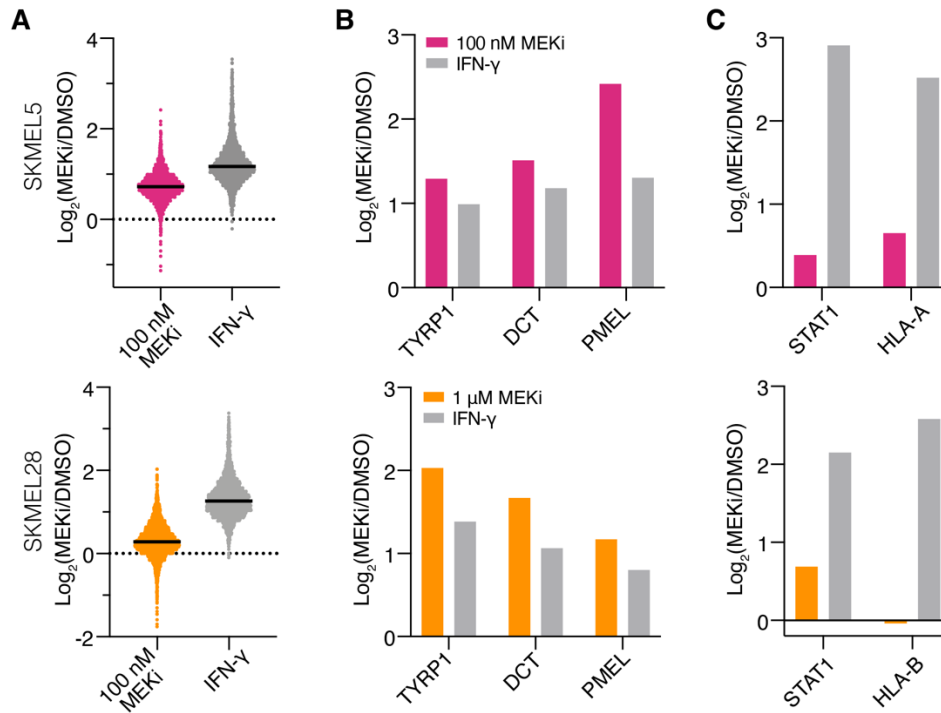 A
SKMEL5
Log₂(MEKi/DMSO)
4
2
0
100 nM MEKi
IFN-γ
B
Log₂(MEKi/DMSO)
3
2
1
0
100 nM MEKi
IFN-γ
TYRP1
DCT
PMEL
C
Log₂(MEKi/DMSO)
3
2
1
0
STAT1
HLA-A
SKMEL28
Log₂(MEKi/DMSO)
4
2
0
-2
100 nM MEKi
IFN-γ
Log₂(MEKi/DMSO)
3
2
1
0
1 μM MEKi
IFN-γ
TYRP1
DCT
PMEL
Log₂(MEKi/DMSO)
3
2
1
0
STAT1
HLA-B